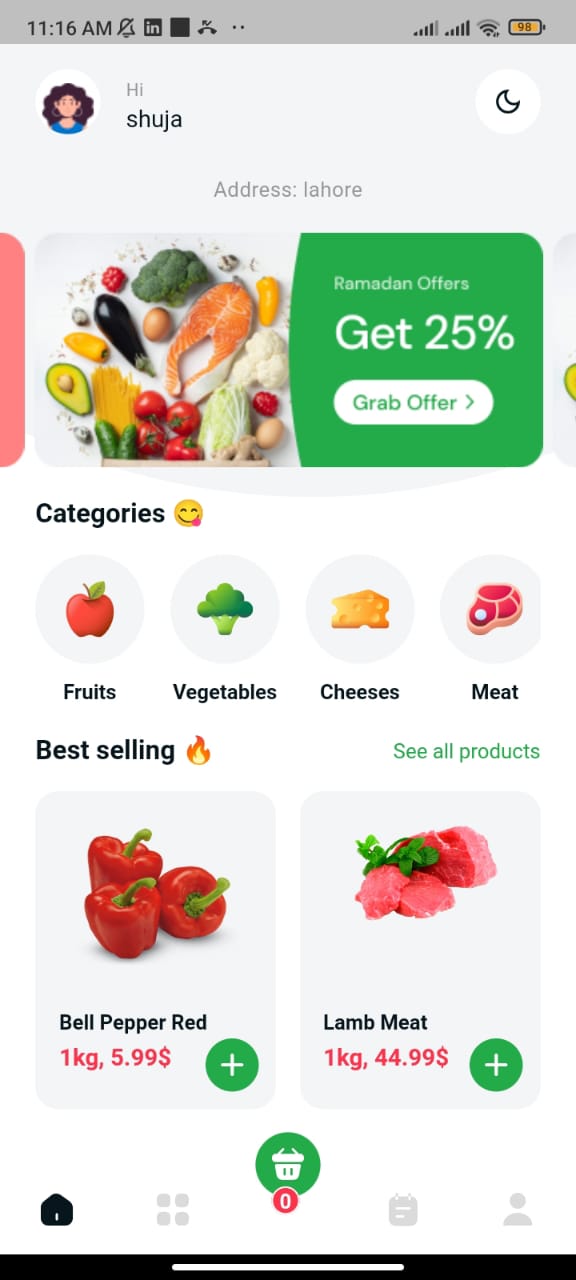 11:16 AM
98
Hi
shuja
Address: lahore
Ramadan Offers
Get 25%
Grab Offer >
Categories 😋
Fruits Vegetables Cheeses Meat
Best selling 🔥 See all products
Bell Pepper Red Lamb Meat
1kg, 5.99$ 1kg, 44.99$
0